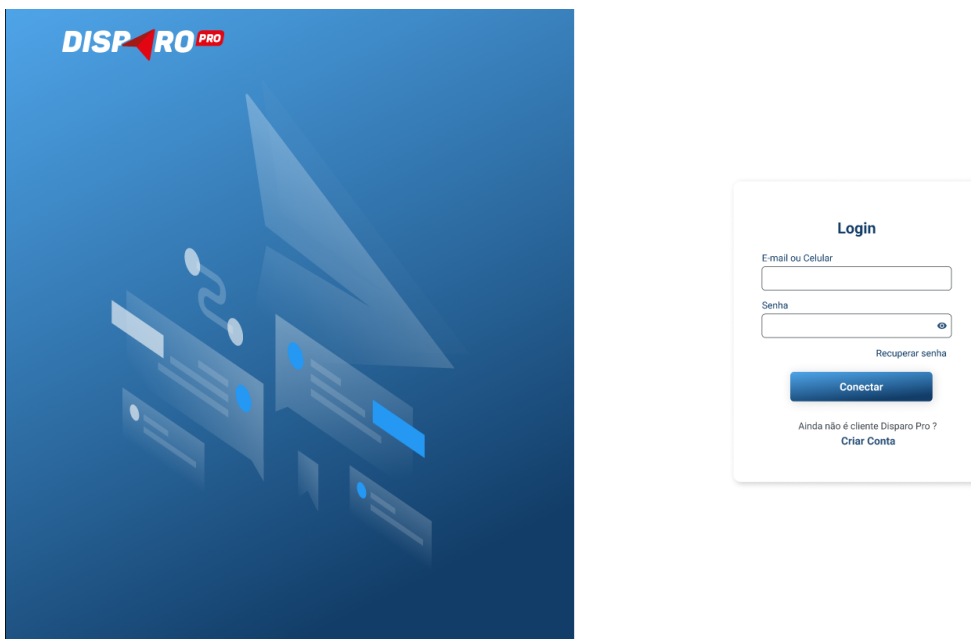 DISPARO PRO
Login
E-mail ou Celular
Senha
Recuperar senha
Conectar
Ainda não é cliente Disparo Pro ?
Criar Conta